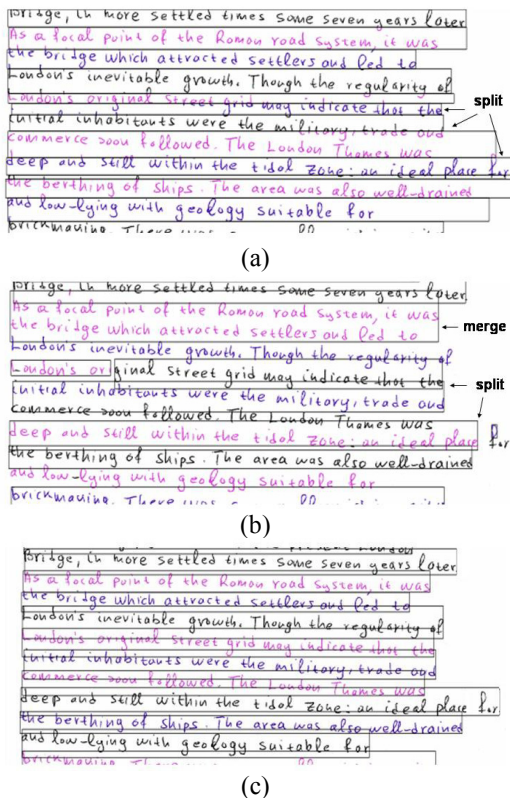 bridge, in more settled times some seven years later
As a focal point of the Roman road system, it was
the bridge which attracted settlers and led to
London's inevitable growth. Though the regularity of
London's original street grid may indicate that the
split
initial inhabitants were the military, trade and
commerce soon followed. The London Thames was
deep and still within the tidal zone: an ideal place for
the berthing of ships. The area was also well-drained
and low-lying with geology suitable for
brickmaking. There was
(a)
bridge, in more settled times some seven years later
As a focal point of the Roman road system, it was
merge
the bridge which attracted settlers and led to
London's inevitable growth. Though the regularity of
London's original street grid may indicate that the
split
initial inhabitants were the military, trade and
commerce soon followed. The London Thames was
deep and still within the tidal zone: an ideal place for
the berthing of ships. The area was also well-drained
and low-lying with geology suitable for
brickmaking. There was
(b)
bridge, in more settled times some seven years later
As a focal point of the Roman road system, it was
the bridge which attracted settlers and led to
London's inevitable growth. Though the regularity of
London's original street grid may indicate that the
initial inhabitants were the military, trade and
commerce soon followed. The London Thames was
deep and still within the tidal zone: an ideal place for
the berthing of ships. The area was also well-drained
and low-lying with geology suitable for
brickmaking. There was
(c)